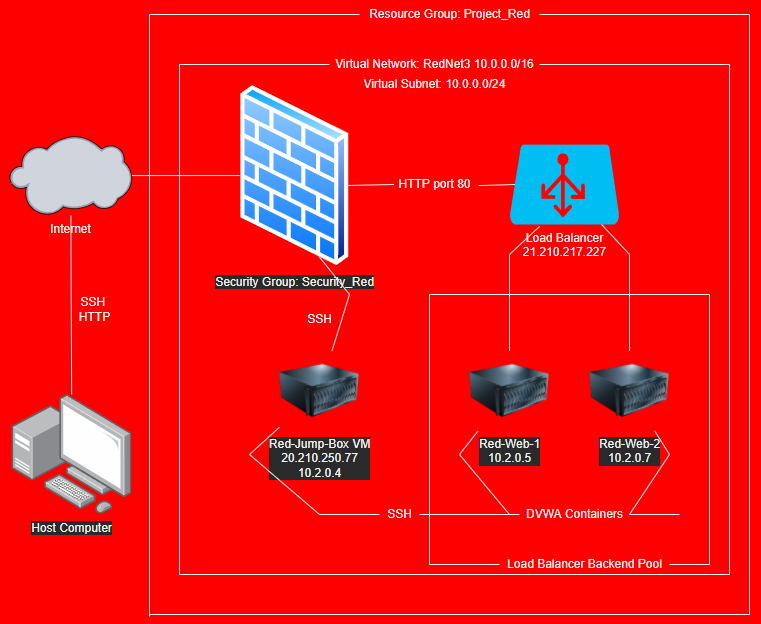 Resource Group: Project_Red
Virtual Network: RedNet3 10.0.0.0/16
Virtual Subnet: 10.0.0.0/24
HTTP port 80
Internet
Load Balancer
21.210.217.227
Security Group: Security_Red
SSH
HTTP
SSH
Red-Jump-Box VM
20.210.250.77
10.2.0.4
Red-Web-1
10.2.0.5
Red-Web-2
10.2.0.7
Host Computer
SSH
DVWA Containers
Load Balancer Backend Pool